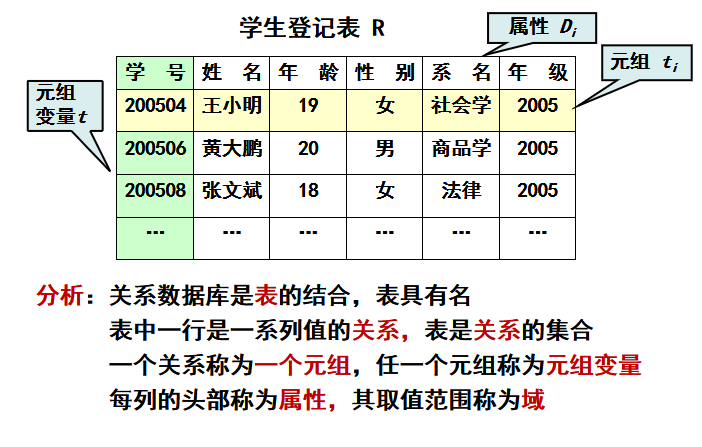 学生登记表 R
属性 Di
元组 ti
元组
变量t
学 号 姓 名 年 龄 性 别 系 名 年 级
200504 王小明 19 女 社会学 2005
200506 黄大鹏 20 男 商品学 2005
200508 张文斌 18 女 法律 2005
… … … … … …
分析：关系数据库是表的结合，表具有名
表中一行是一系列值的关系，表是关系的集合
一个关系称为一个元组，任一个元组称为元组变量
每列的头部称为属性，其取值范围称为域